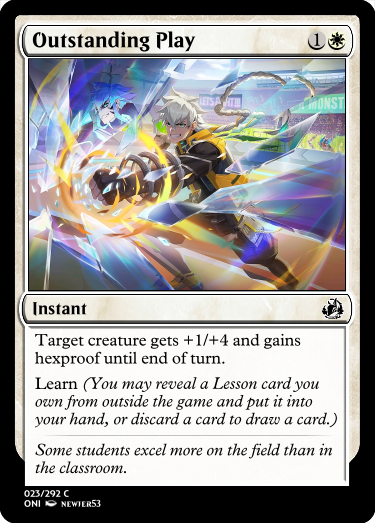 Outstanding Play 1
Instant
Target creature gets +1/+4 and gains
hexproof until end of turn.
Learn (You may reveal a Lesson card you
own from outside the game and put it into
your hand, or discard a card to draw a card.)
Some students excel more on the field than in
the classroom.
023/292 C
ONI NEWIER53